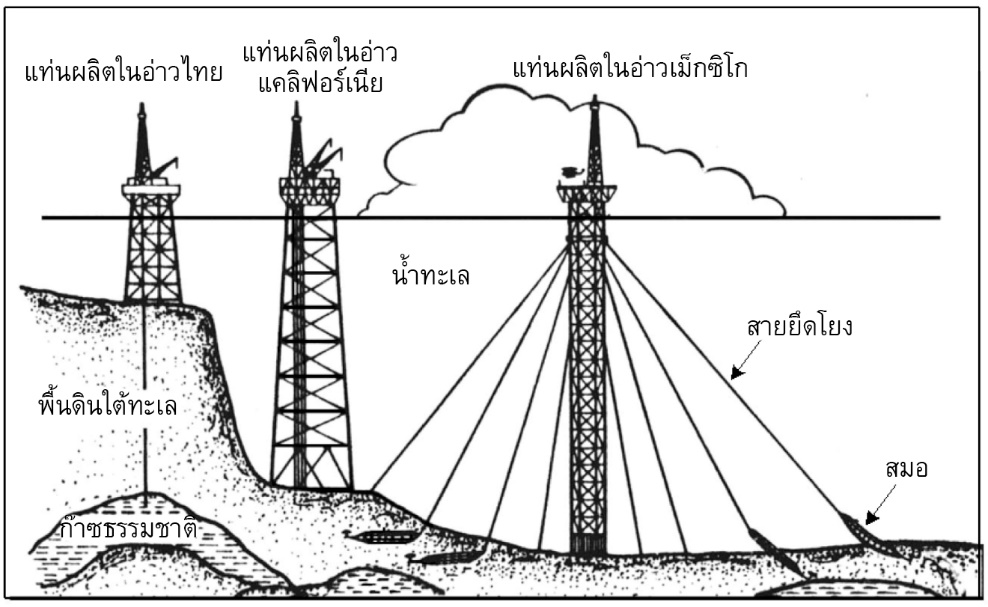 แท่นผลิตในอ่าวไทย
แท่นผลิตในอ่าว
แคลิฟอร์เนีย
แท่นผลิตในอ่าวเม็กซิโก
น้ำทะเล
สายยึดโยง
พื้นดินใต้ทะเล
สมอ
ก๊าซธรรมชาติ